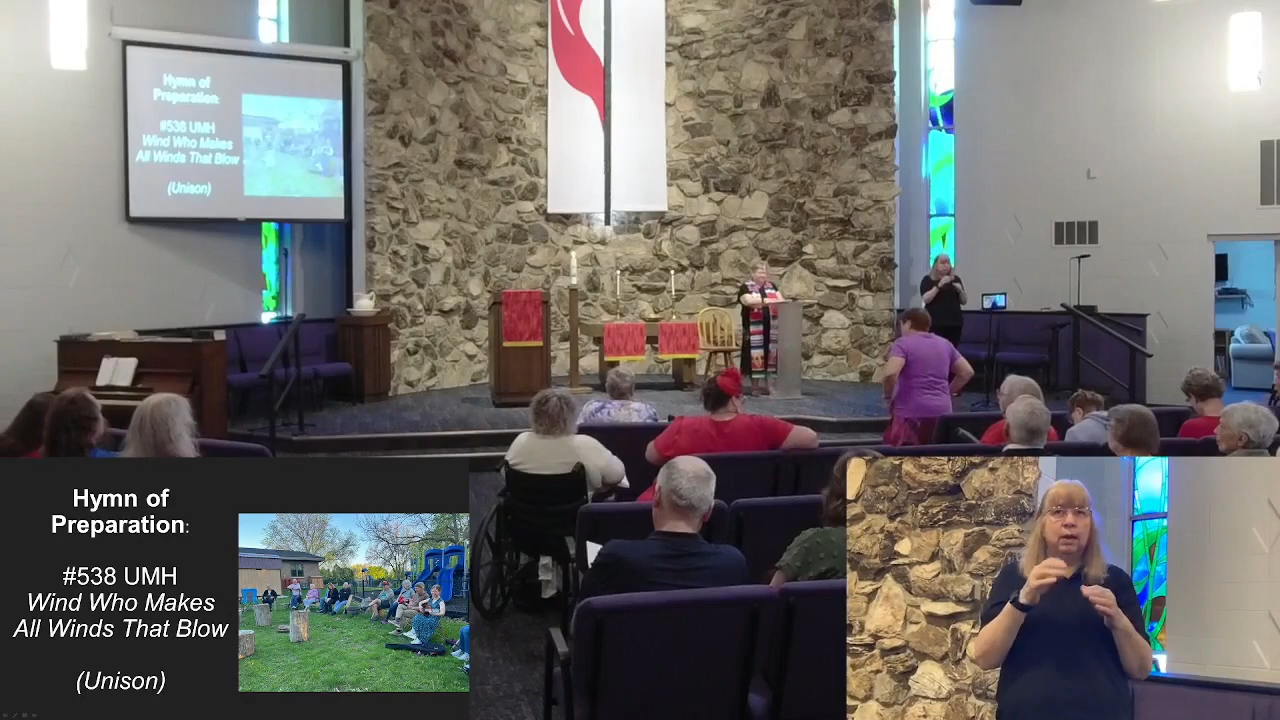 Hymn of
Preparation:
#538 UMH
Wind Who Makes
All Winds That Blow
(Unison)
Hymn of
Preparation:
#538 UMH
Wind Who Makes
All Winds That Blow
(Unison)